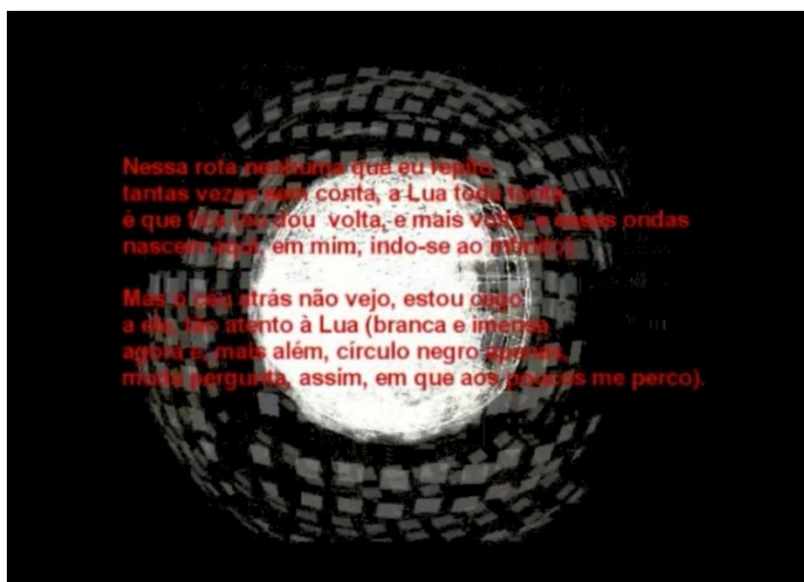 Nessa rota nenhuma que eu repito
tantas vezes sem conta, a Lua toda tonta
é que fica (eu dou volta, e mais volta, e essas ondas
nascem aqui, em mim, indo-se ao infinito)
Mas o céu atrás não vejo, estou cego
a ele, tão atento à Lua (branca e imensa
agora e, mais além, círculo negro apenas,
muda pergunta, assim, em que aos poucos me perco).